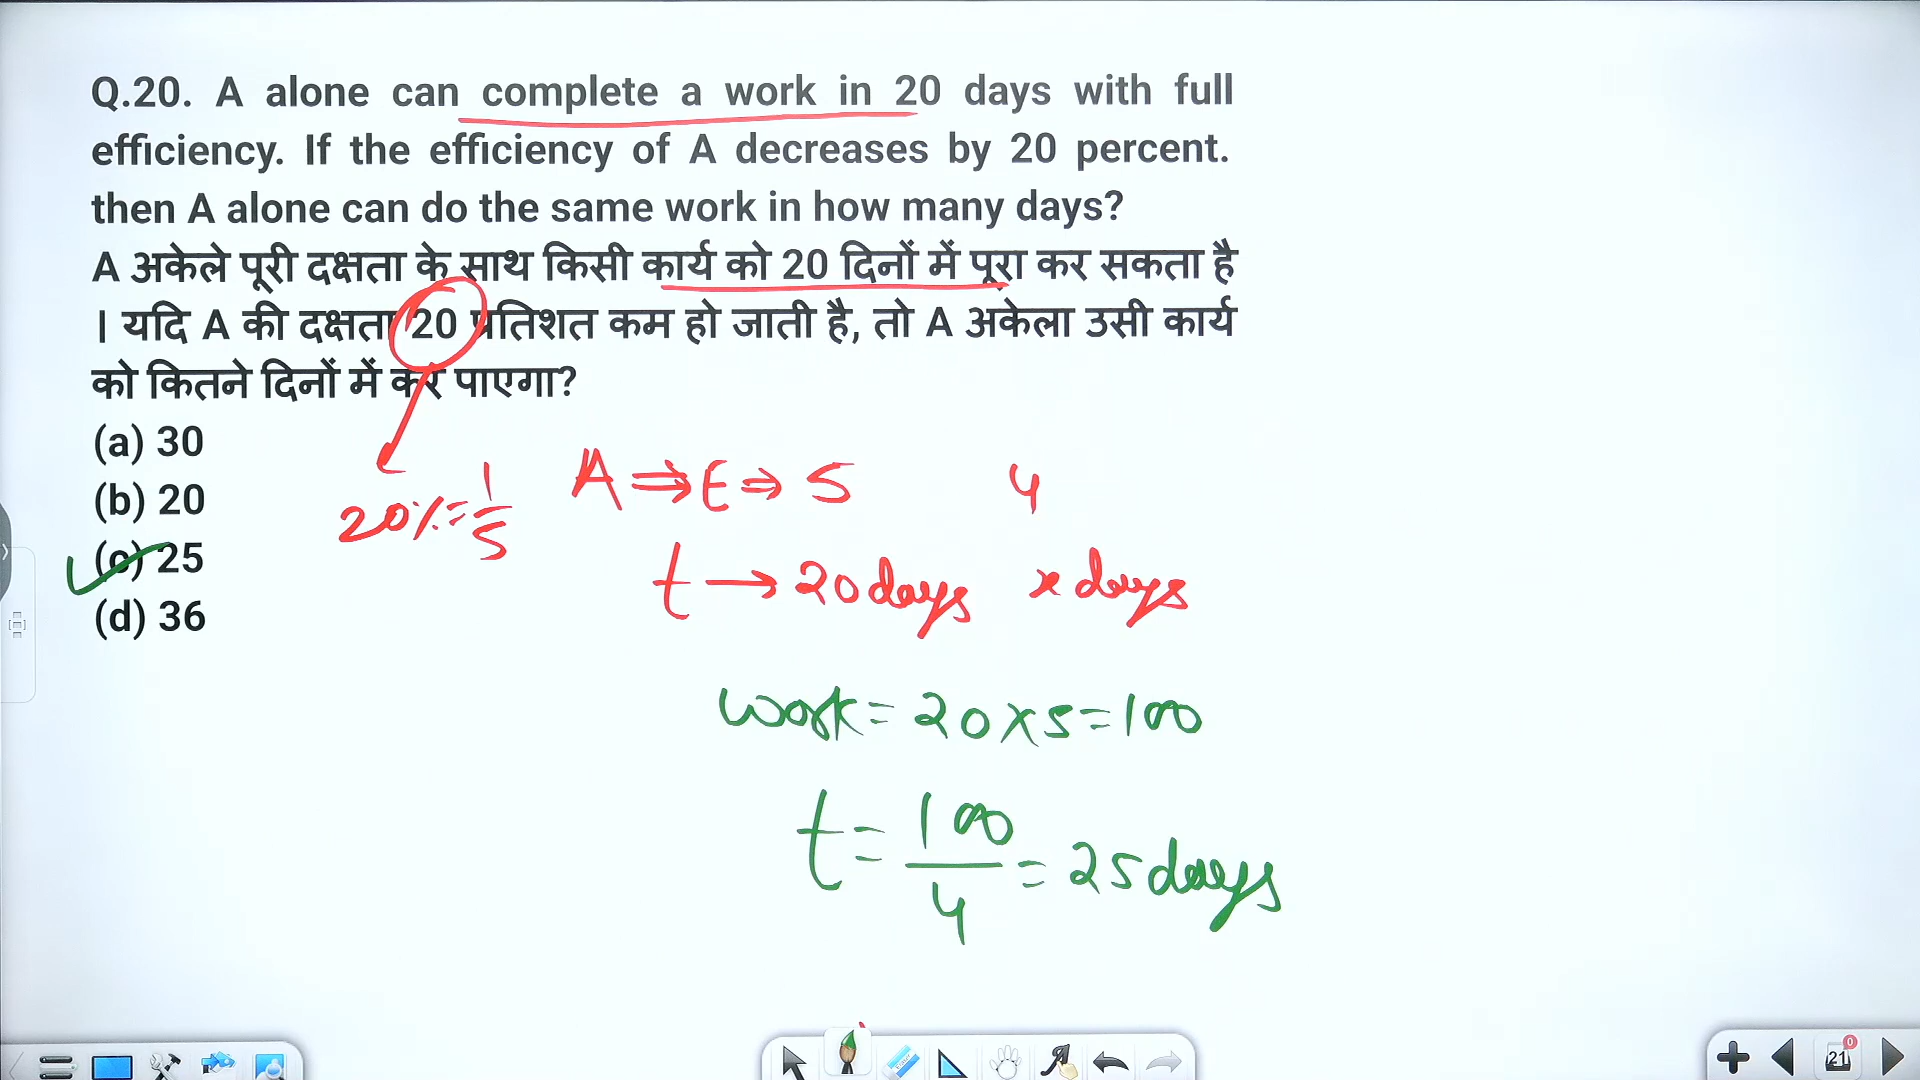 Q.20. A alone can complete a work in 20 days with full
efficiency. If the efficiency of A decreases by 20 percent.
then A alone can do the same work in how many days?
A अकेले पूरी दक्षता के साथ किसी कार्य को 20 दिनों में पूरा कर सकता है
। यदि A की दक्षता 20 प्रतिशत कम हो जाती है, तो A अकेला उसी कार्य
को कितने दिनों में कर पाएगा?
(a) 30
(b) 20
(c) 25
(d) 36
20% = 1/5
A ⇒ E ⇒ 5 4
t → 20 days x days
work = 20 × 5 = 100
t = 100/4 = 25 days
21
0